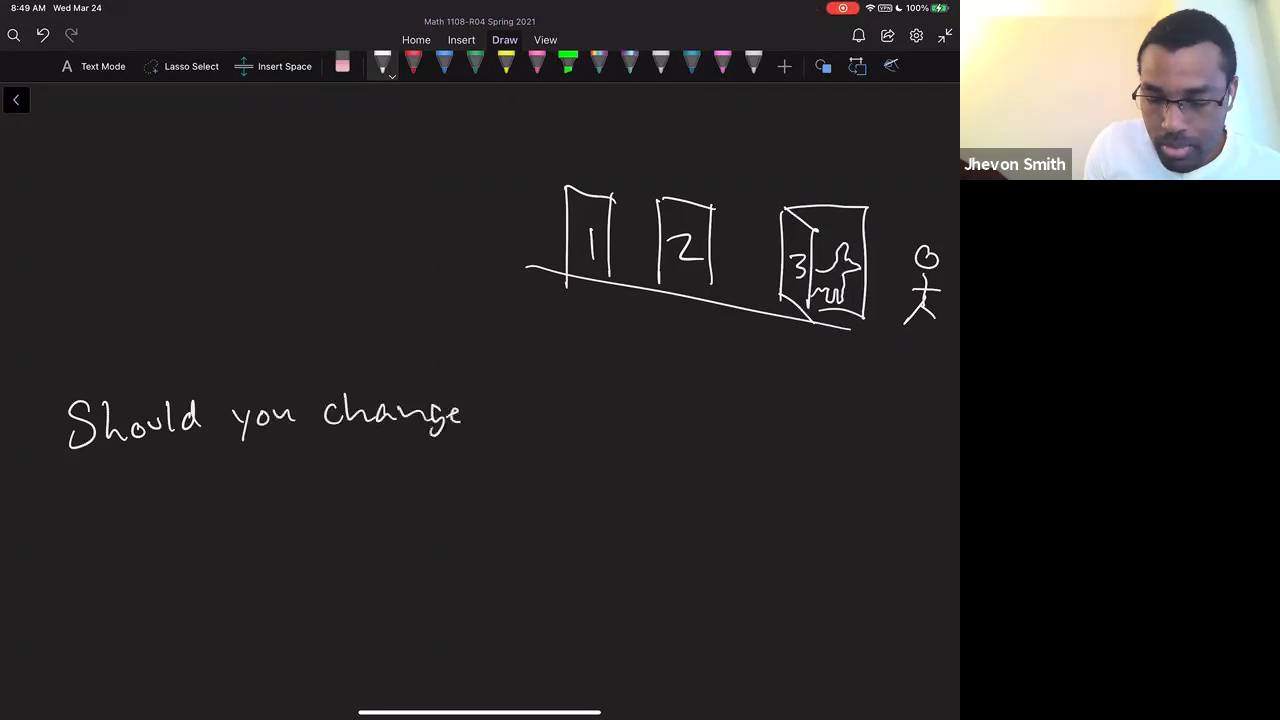 8:49 AM Wed Mar 24
VPN 100%
Math 1108-R04 Spring 2021
Home Insert Draw View
A Text Mode Lasso Select Insert Space
Jhevon Smith
1 2 3
Should you change